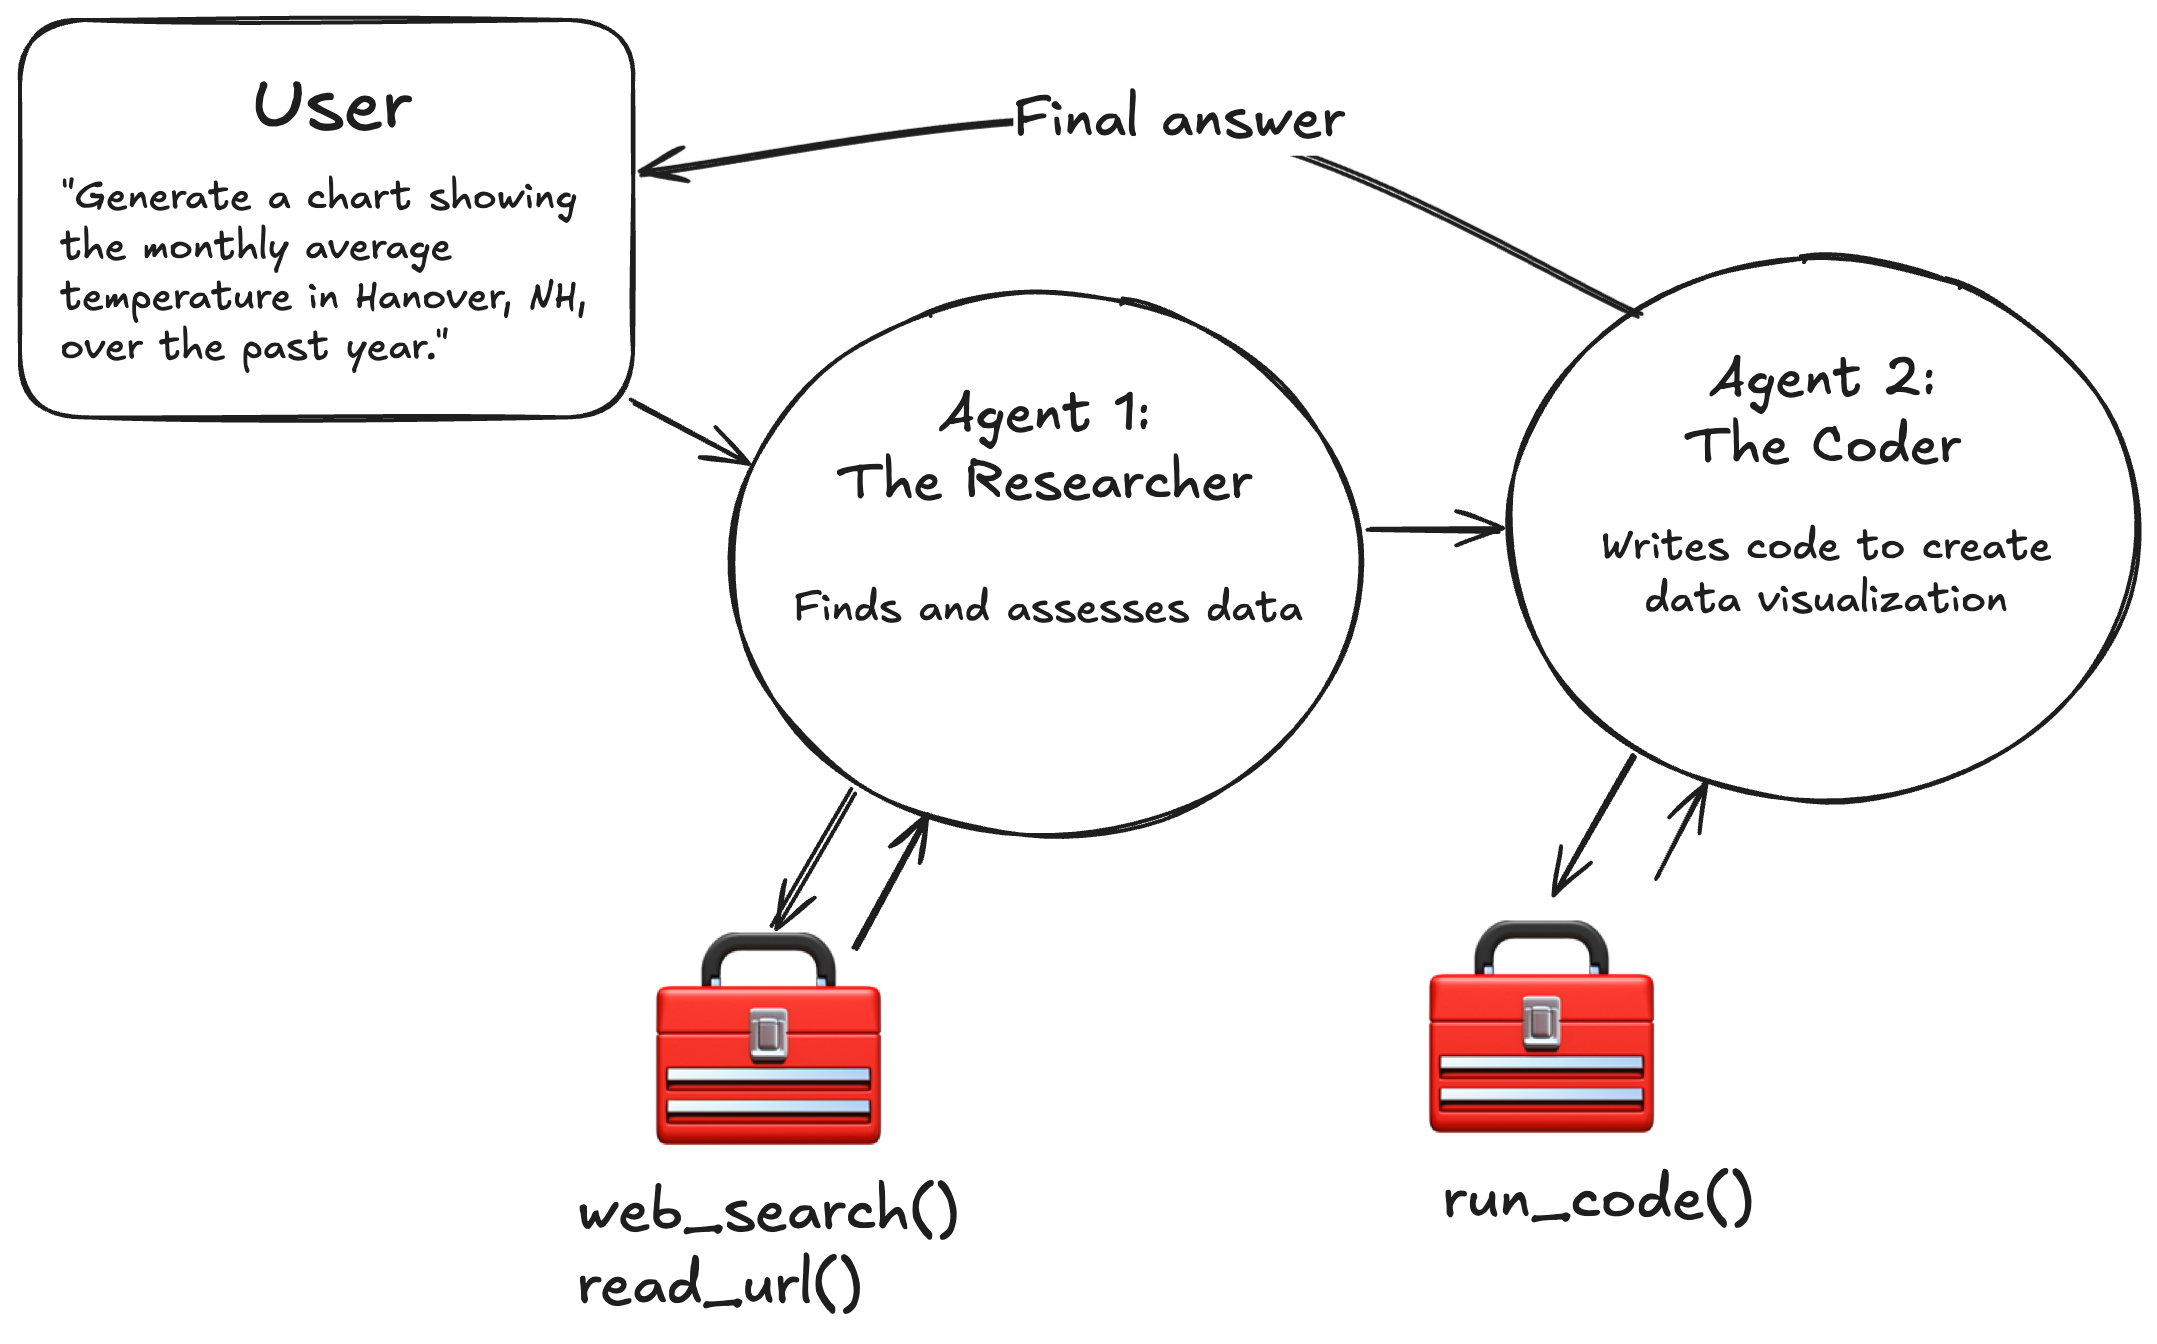 User
"Generate a chart showing
the monthly average
temperature in Hanover, NH,
over the past year."
Final answer
Agent 1:
The Researcher
Finds and assesses data
Agent 2:
The Coder
Writes code to create
data visualization
web_search()
read_url()
run_code()